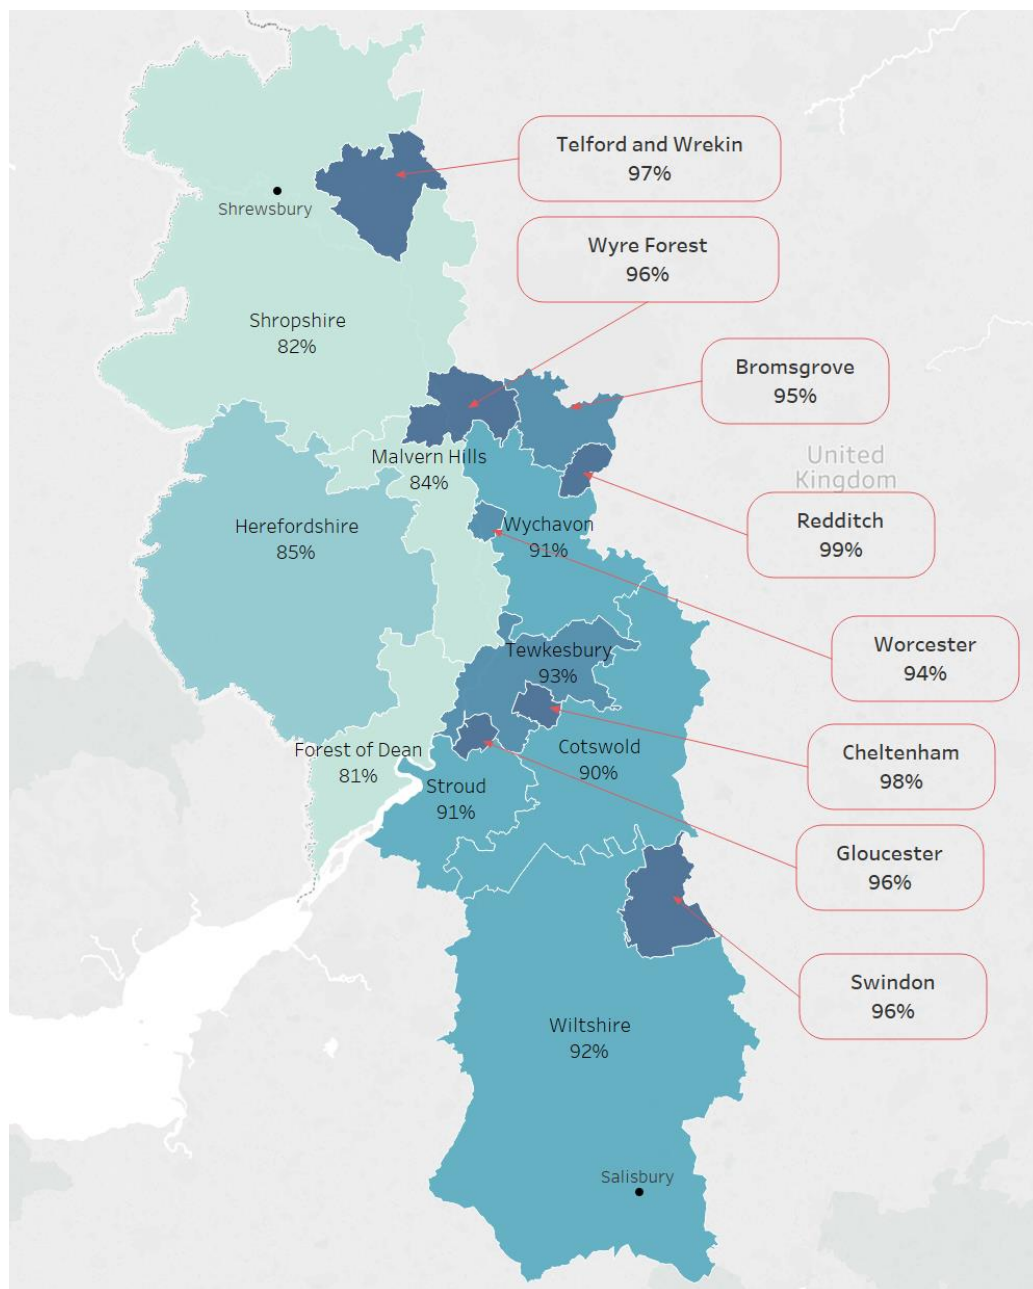 Telford and Wrekin
97%
Shrewsbury
Wyre Forest
96%
Shropshire
82%
Bromsgrove
95%
United
Kingdom
Malvern Hills
84%
Herefordshire
85%
Wychavon
91%
Redditch
99%
Worcester
94%
Tewkesbury
93%
Cheltenham
98%
Forest of Dean
81%
Cotswold
90%
Stroud
91%
Gloucester
96%
Swindon
96%
Wiltshire
92%
Salisbury